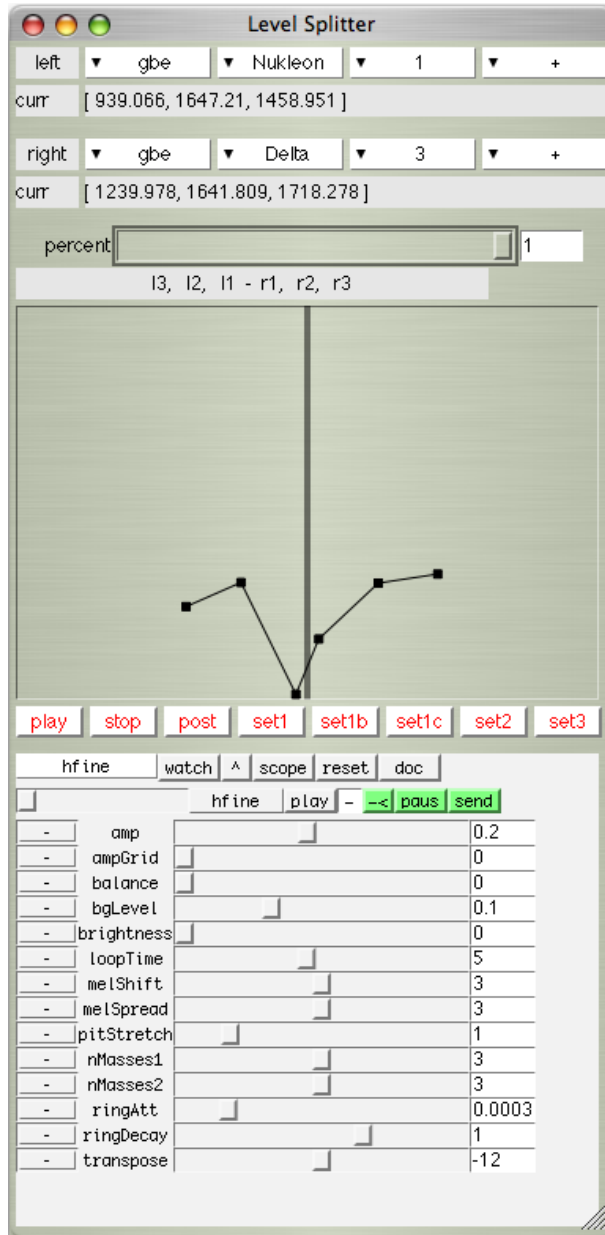 Level Splitter
left ▼ gbe ▼ Nukleon ▼ 1 ▼ +
curr [ 939.066, 1647.21, 1458.951 ]
right ▼ gbe ▼ Delta ▼ 3 ▼ +
curr [ 1239.978, 1641.809, 1718.278 ]
percent 1
l3, l2, l1 - r1, r2, r3
play stop post set1 set1b set1c set2 set3
hfine watch ^ scope reset doc
hfine play - -< paus send
- amp 0.2
- ampGrid 0
- balance 0
- bgLevel 0.1
- brightness 0
- loopTime 5
- melShift 3
- melSpread 3
- pitStretch 1
- nMasses1 3
- nMasses2 3
- ringAtt 0.0003
- ringDecay 1
- transpose -12